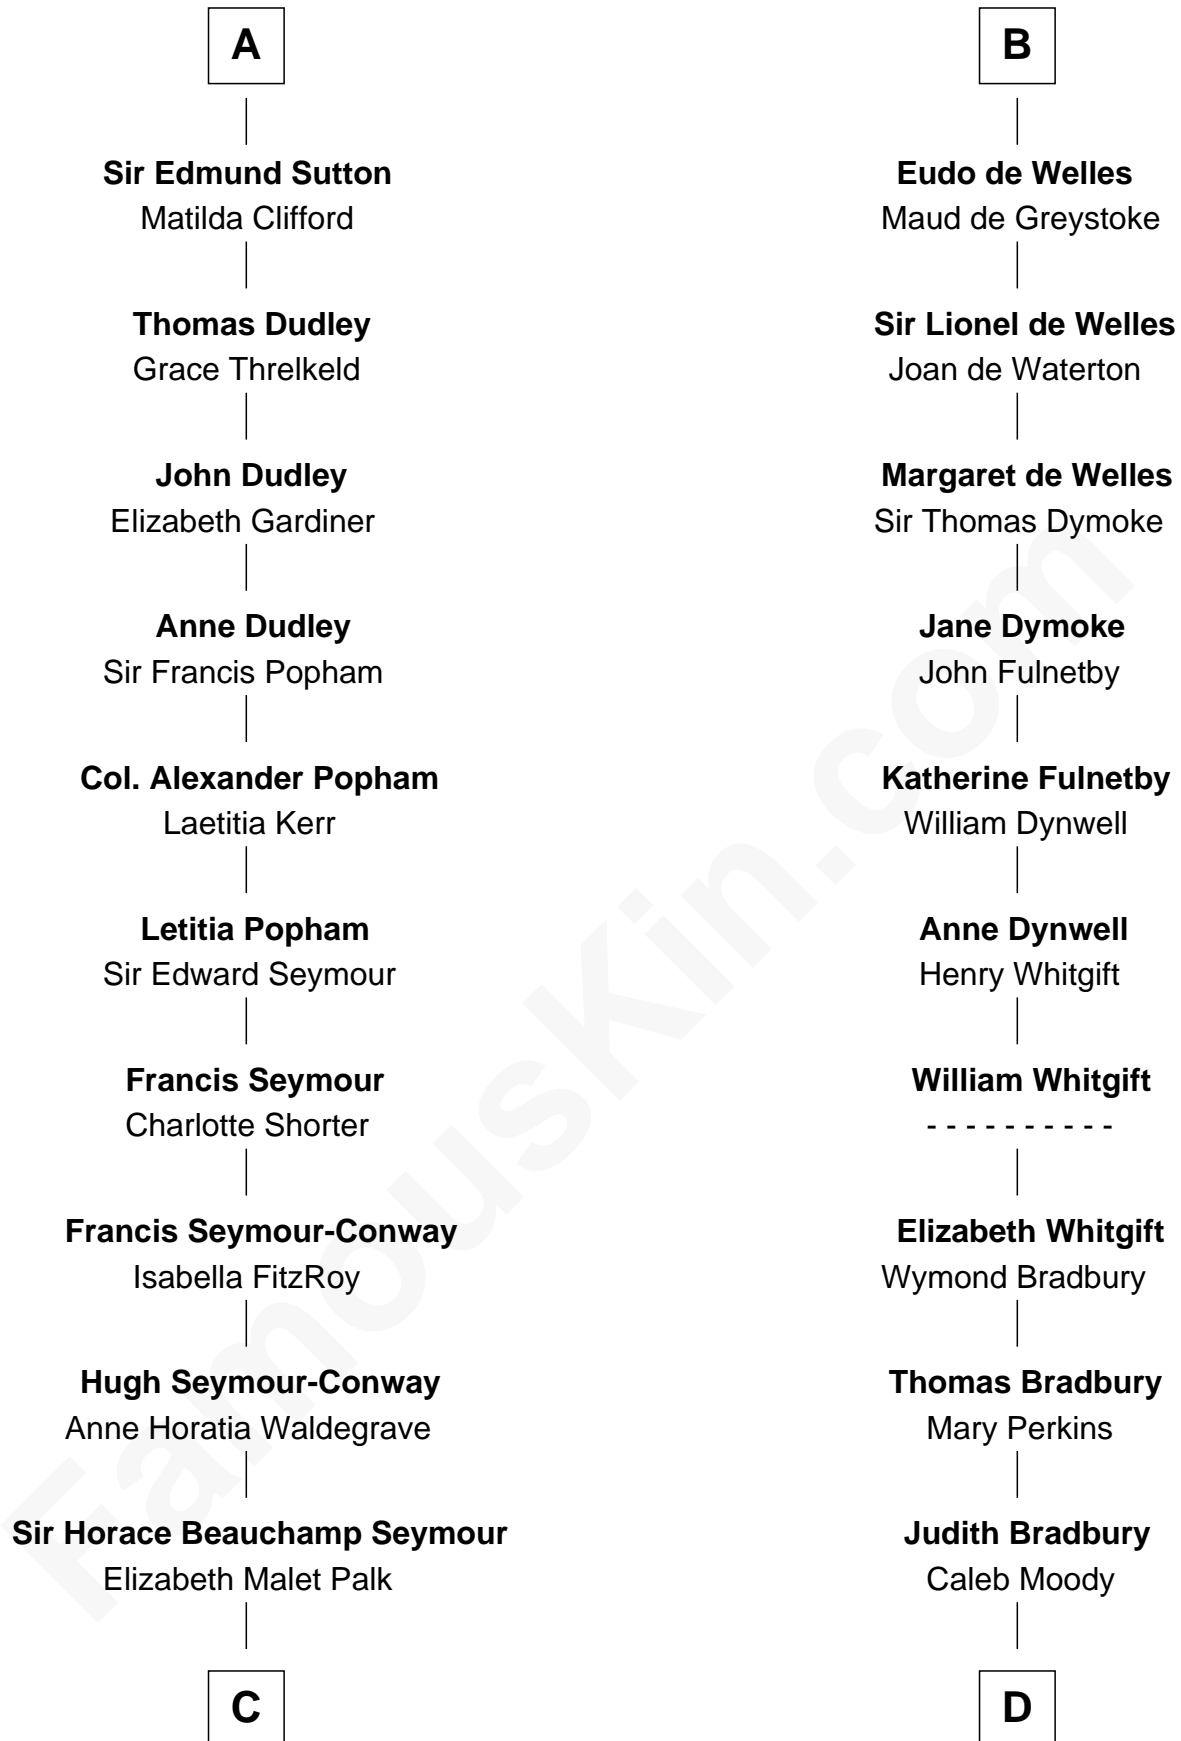 A
Sir Edmund Sutton
Matilda Clifford
Thomas Dudley
Grace Threlkeld
John Dudley
Elizabeth Gardiner
Anne Dudley
Sir Francis Popham
Col. Alexander Popham
Laetitia Kerr
Letitia Popham
Sir Edward Seymour
Francis Seymour
Charlotte Shorter
Francis Seymour-Conway
Isabella FitzRoy
Hugh Seymour-Conway
Anne Horatia Waldegrave
Sir Horace Beauchamp Seymour
Elizabeth Malet Palk
C
B
Eudo de Welles
Maud de Greystoke
Sir Lionel de Welles
Joan de Waterton
Margaret de Welles
Sir Thomas Dymoke
Jane Dymoke
John Fulnetby
Katherine Fulnetby
William Dynwell
Anne Dynwell
Henry Whitgift
William Whitgift
- - - - - - - - - -
Elizabeth Whitgift
Wymond Bradbury
Thomas Bradbury
Mary Perkins
Judith Bradbury
Caleb Moody
D
FamousKin.com